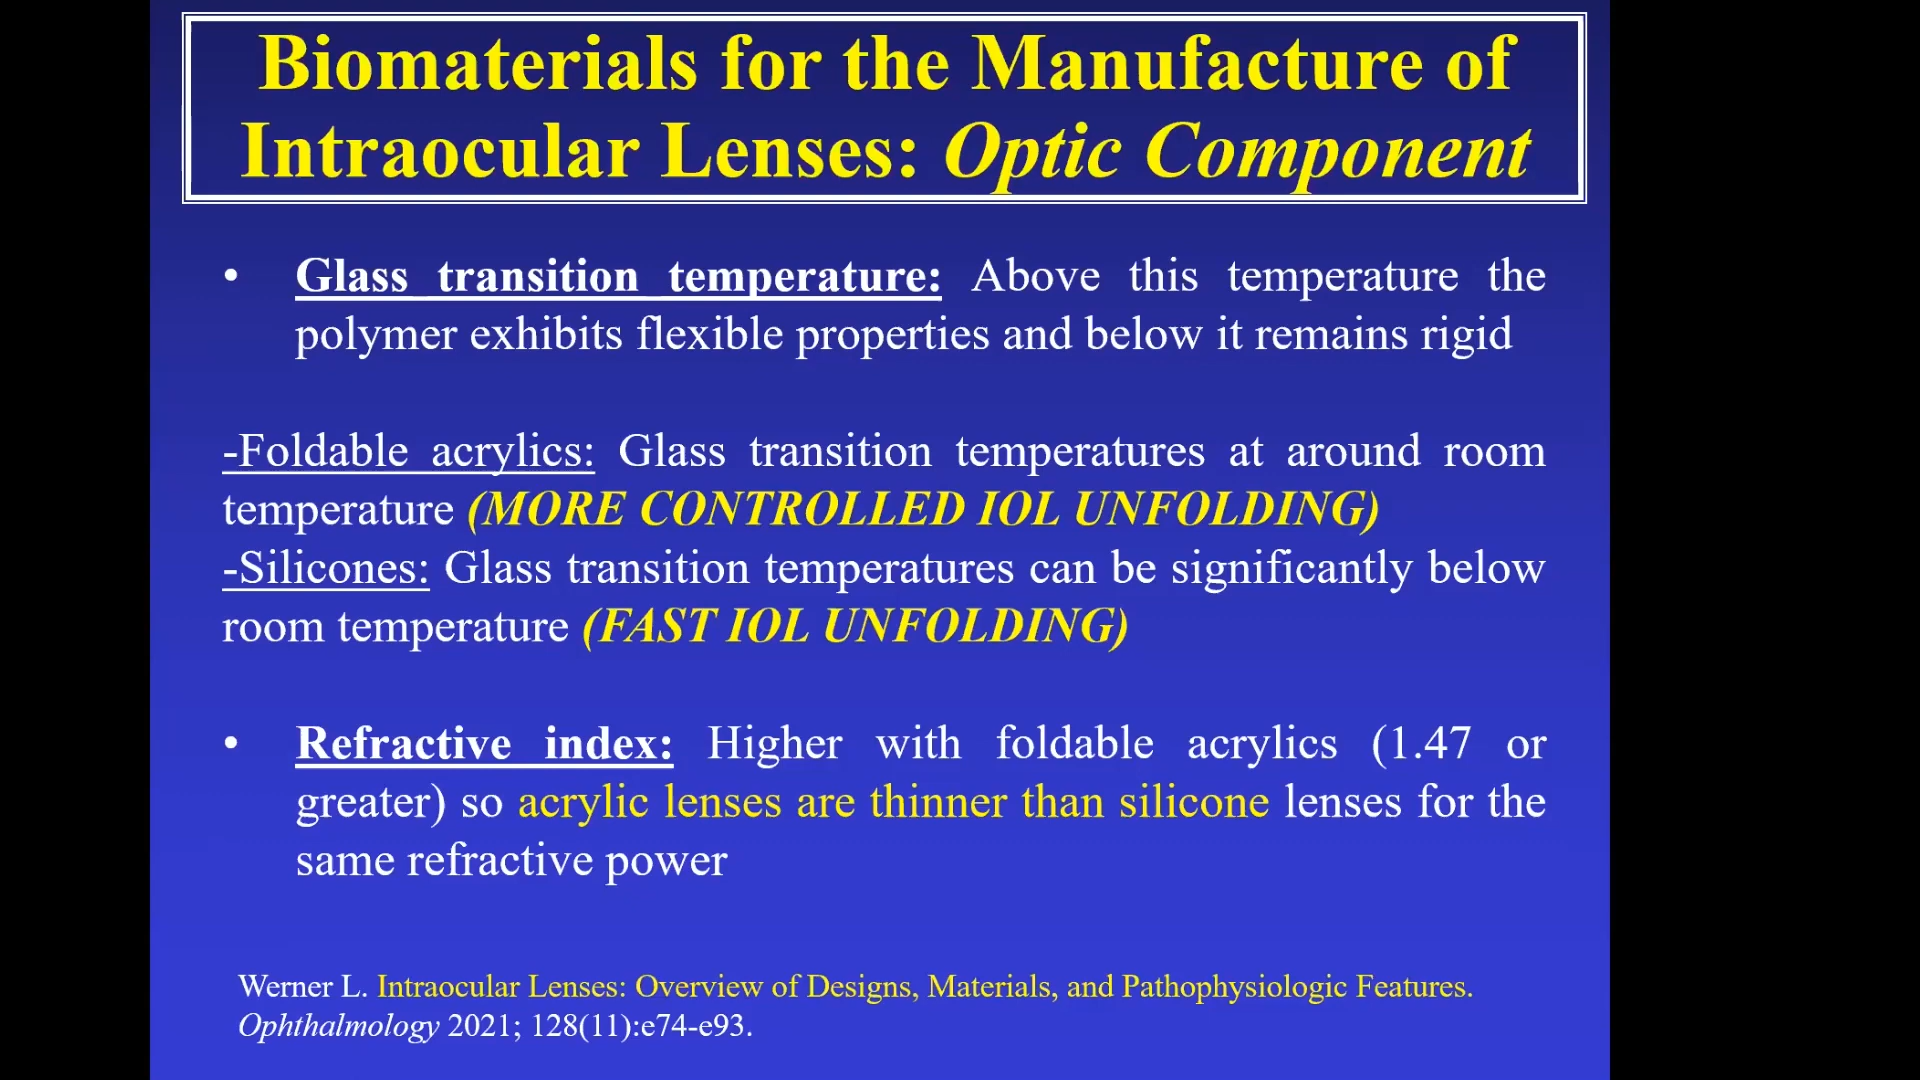 Biomaterials for the Manufacture of
Intraocular Lenses: Optic Component
• Glass transition temperature: Above this temperature the
polymer exhibits flexible properties and below it remains rigid
-Foldable acrylics: Glass transition temperatures at around room
temperature (MORE CONTROLLED IOL UNFOLDING)
-Silicones: Glass transition temperatures can be significantly below
room temperature (FAST IOL UNFOLDING)
• Refractive index: Higher with foldable acrylics (1.47 or
greater) so acrylic lenses are thinner than silicone lenses for the
same refractive power
Werner L. Intraocular Lenses: Overview of Designs, Materials, and Pathophysiologic Features.
Ophthalmology 2021; 128(11):e74-e93.